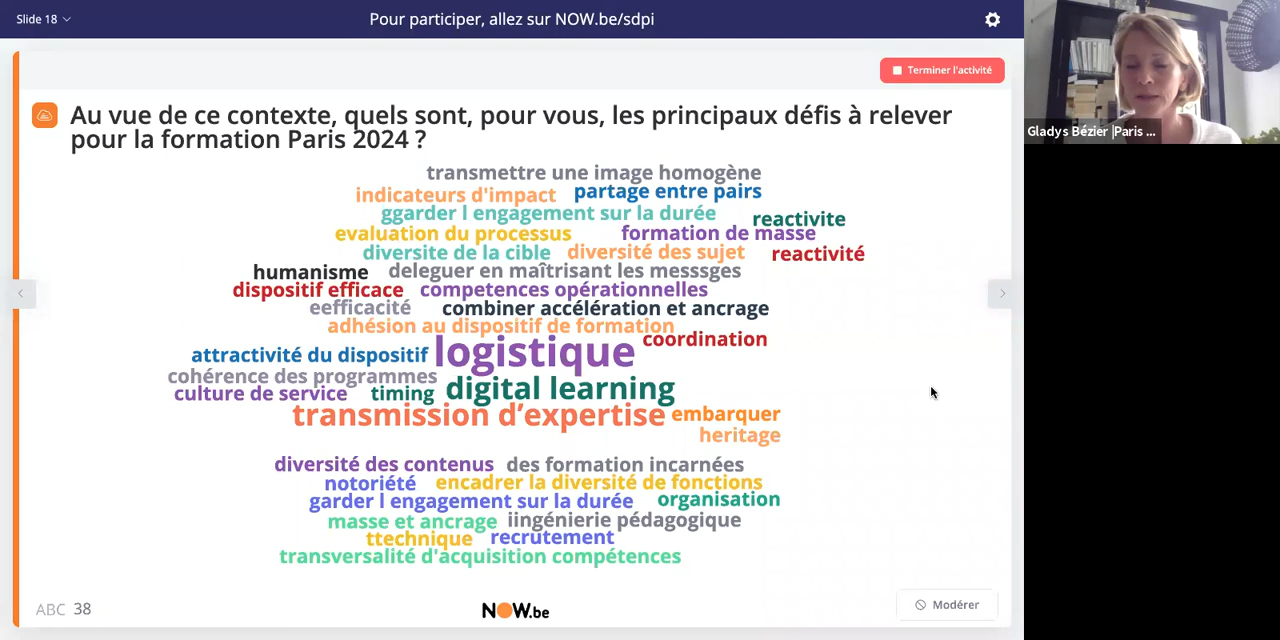 Slide 18
Pour participer, allez sur NOW.be/sdpi
Terminer l'activité
Au vue de ce contexte, quels sont, pour vous, les principaux défis à relever
pour la formation Paris 2024 ?
Gladys Bézier |Paris ...
transmettre une image homogène
indicateurs d'impact partage entre pairs
ggarder l engagement sur la durée reactivite
evaluation du processus formation de masse
diversite de la cible diversité des sujet reactivité
humanisme deleguer en maîtrisant les messsges
dispositif efficace competences opérationnelles
eefficacité combiner accélération et ancrage
adhésion au dispositif de formation
coordination
attractivité du dispositif logistique
cohérence des programmes
culture de service timing digital learning
transmission d’expertise embarquer
heritage
diversité des contenus des formation incarnées
notoriété encadrer la diversité de fonctions
garder l engagement sur la durée organisation
masse et ancrage iingénierie pédagogique
ttechnique recrutement
transversalité d'acquisition compétences
ABC 38
NOW.be
Modérer